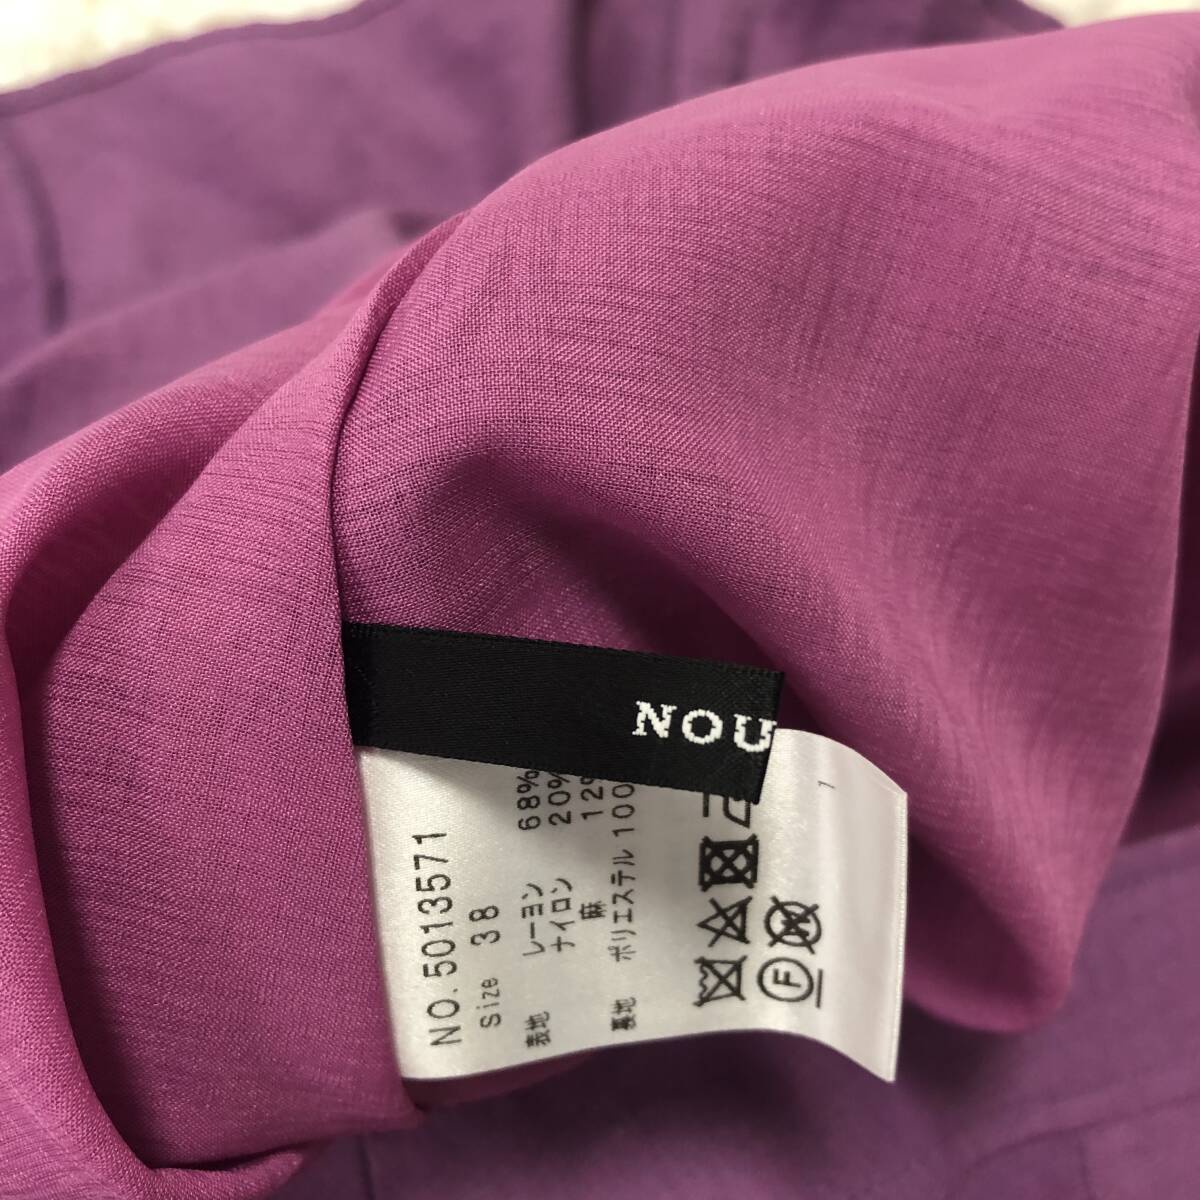 NOU
NO.5013571
Size 38
表地 レーヨン 68%
ナイロン 20%
麻 12%
裏地 ポリエステル 100
F
W
1